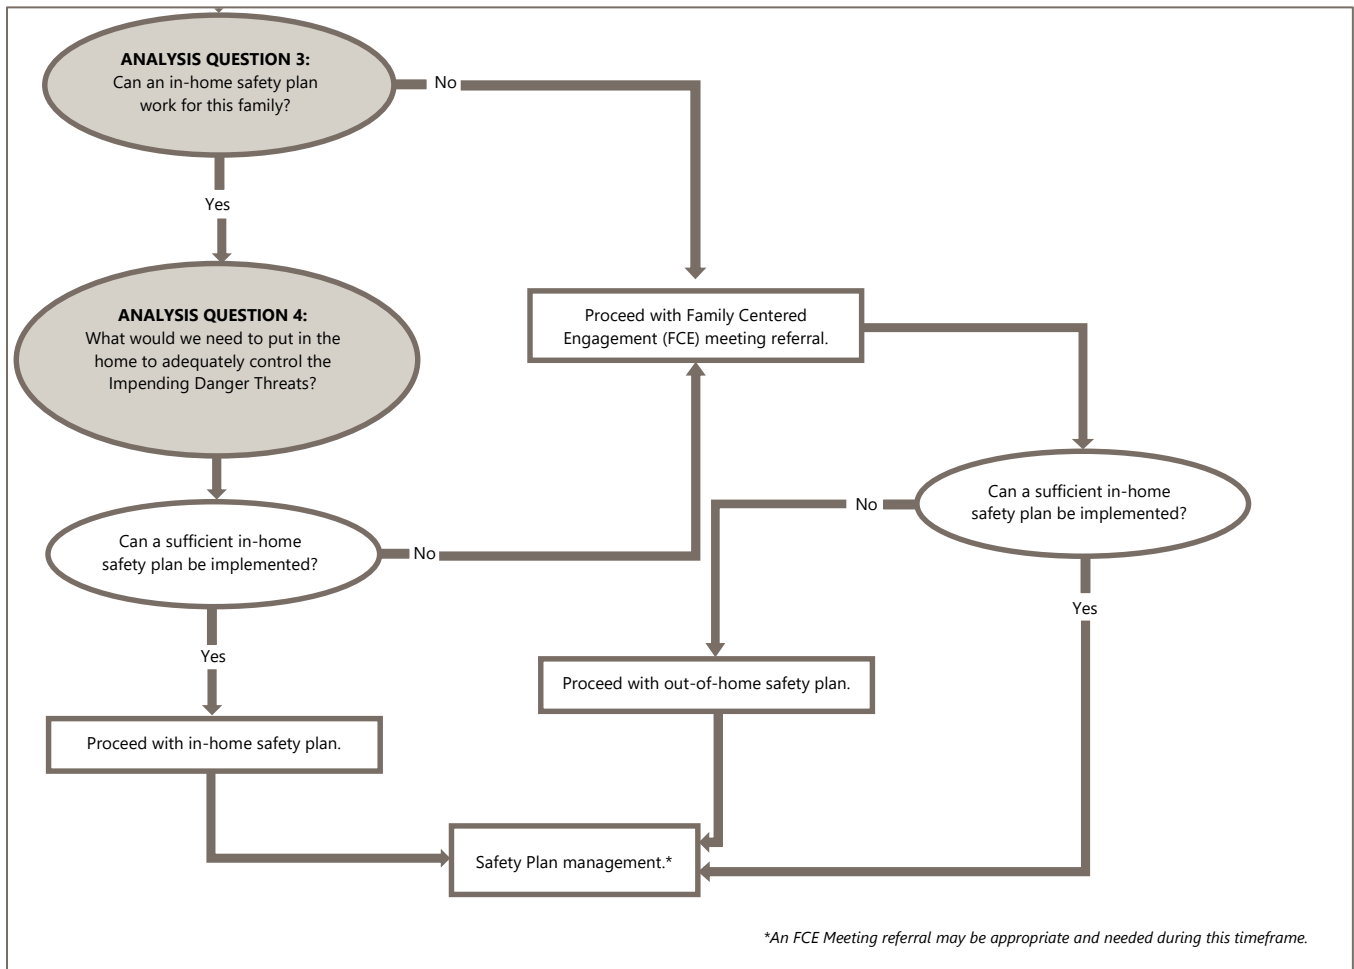 ANALYSIS QUESTION 3:
Can an in-home safety plan
work for this family?
No
Yes
ANALYSIS QUESTION 4:
What would we need to put in the
home to adequately control the
Impending Danger Threats?
Proceed with Family Centered
Engagement (FCE) meeting referral.
Can a sufficient in-home
safety plan be implemented?
No
Yes
Can a sufficient in-home
safety plan be implemented?
No
Yes
Proceed with out-of-home safety plan.
Proceed with in-home safety plan.
Safety Plan management.*
*An FCE Meeting referral may be appropriate and needed during this timeframe.